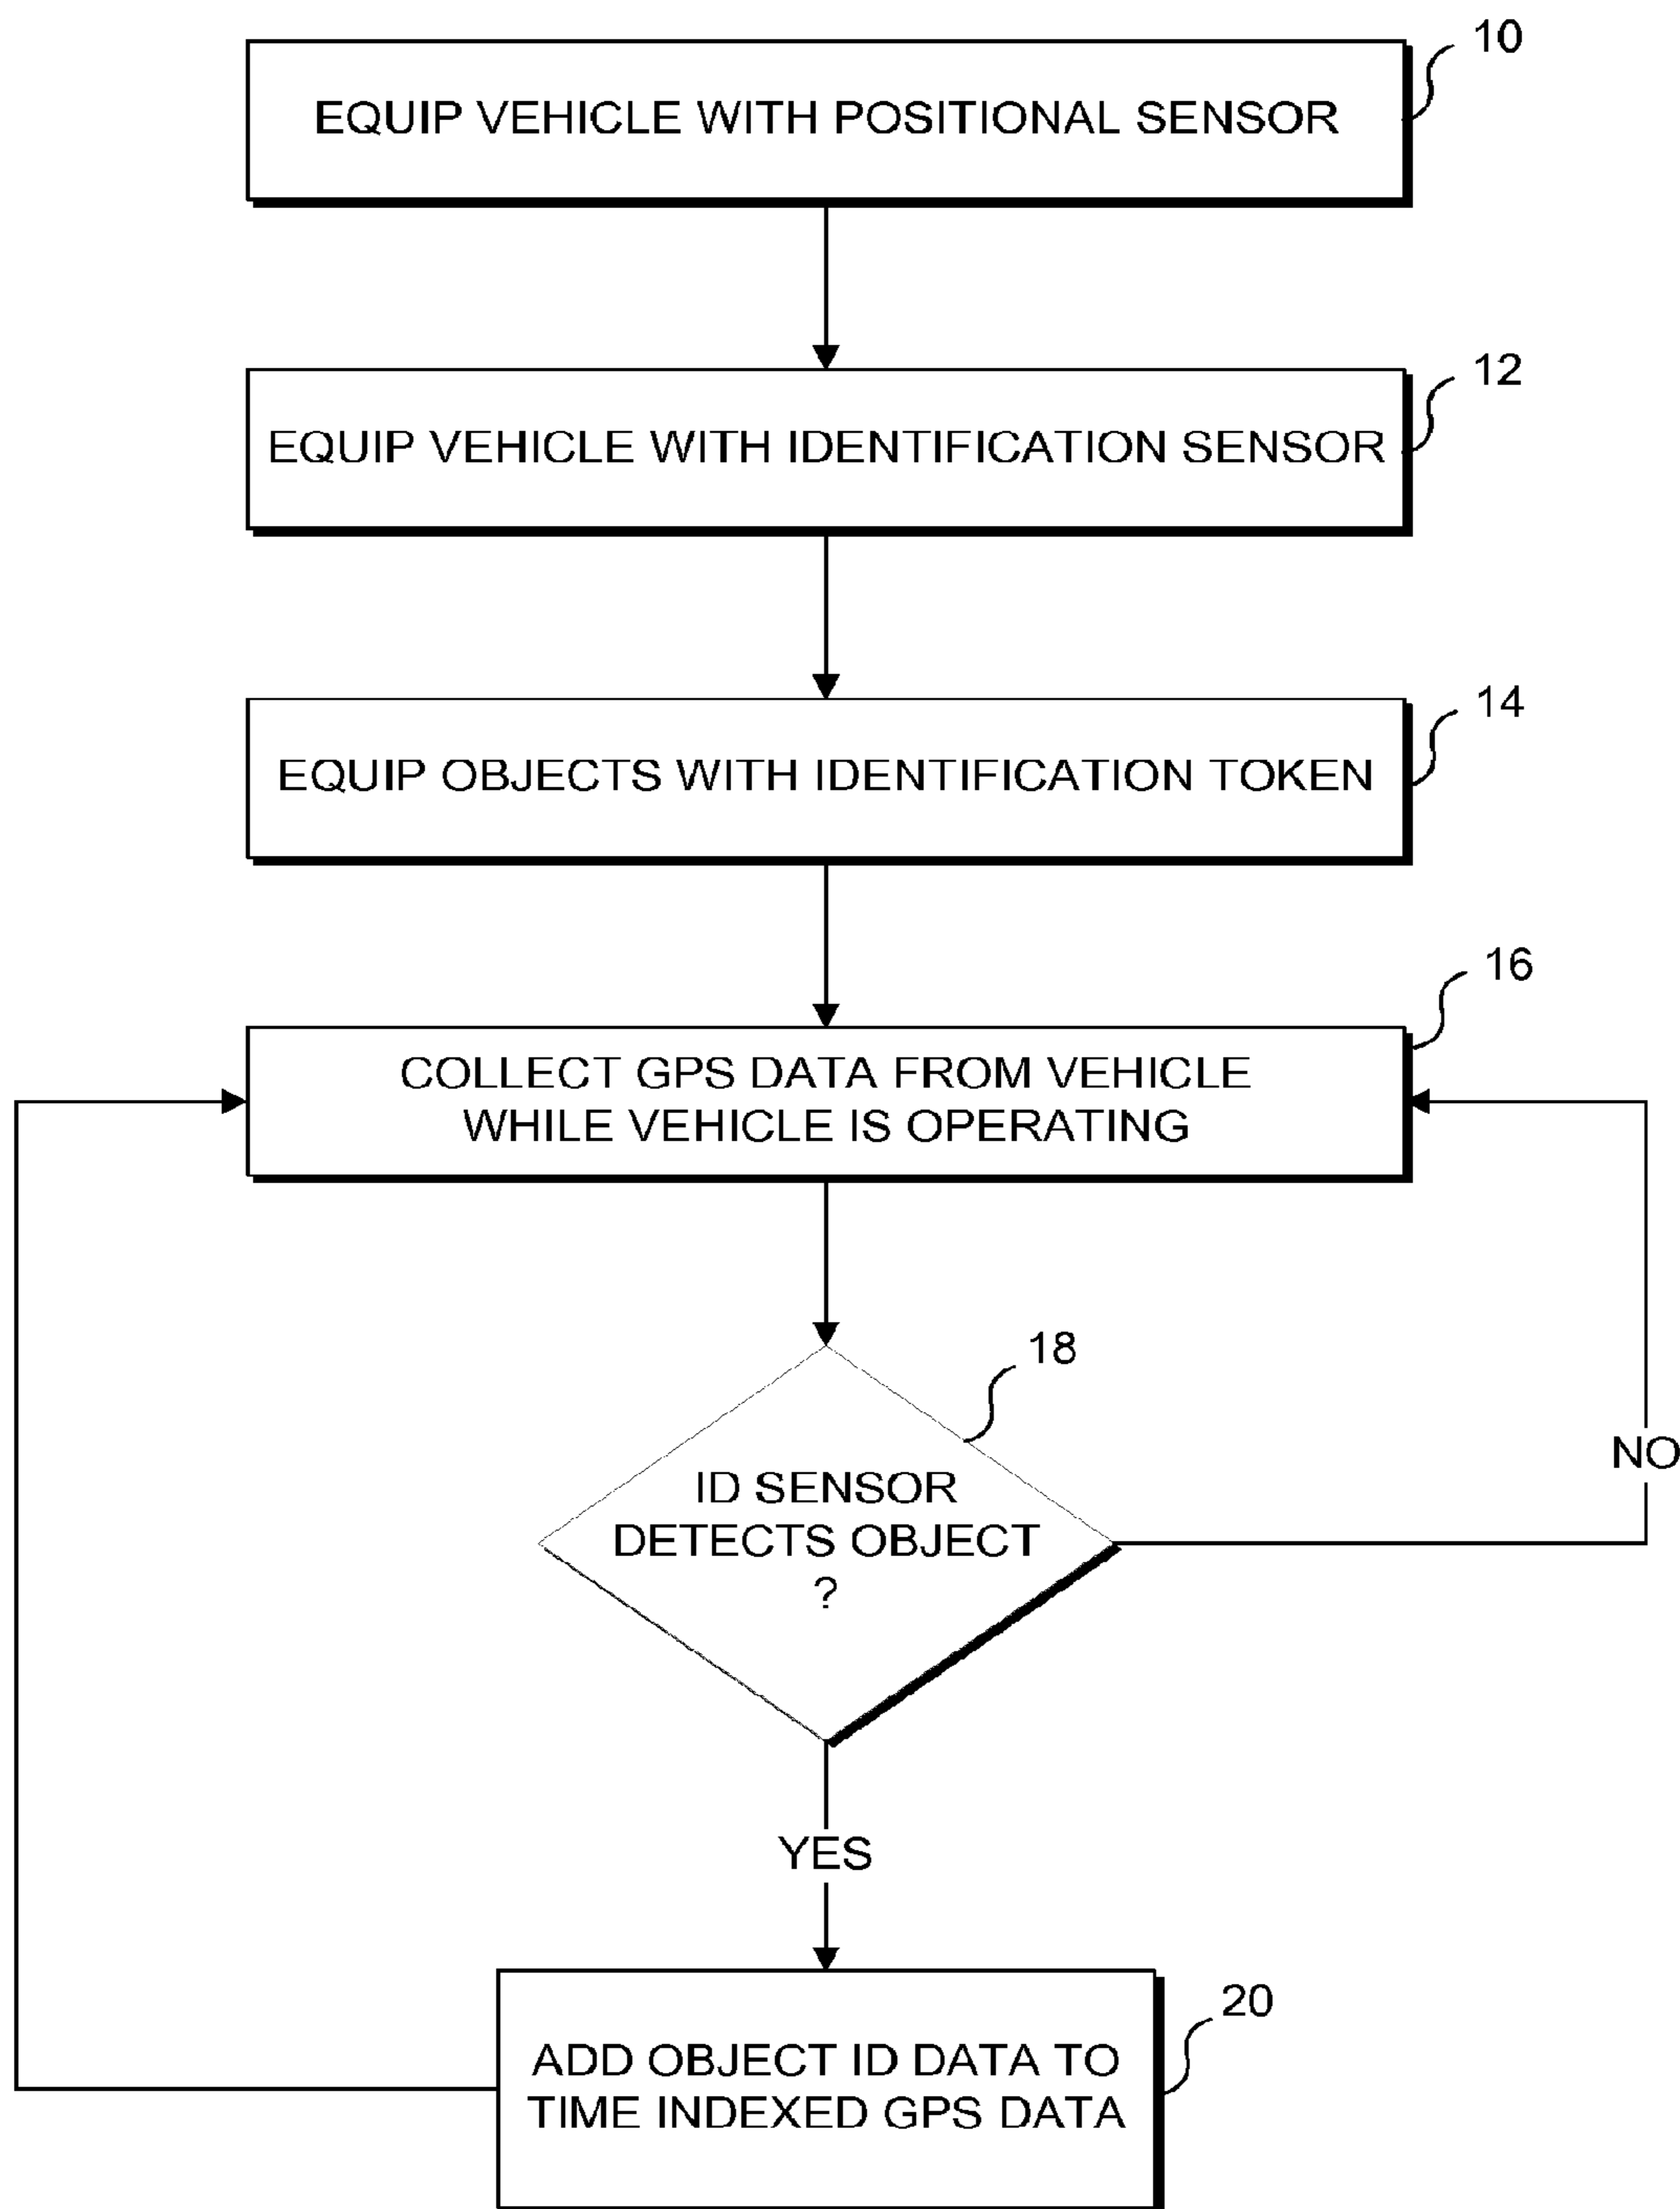 10
EQUIP VEHICLE WITH POSITIONAL SENSOR
12
EQUIP VEHICLE WITH IDENTIFICATION SENSOR
14
EQUIP OBJECTS WITH IDENTIFICATION TOKEN
16
COLLECT GPS DATA FROM VEHICLE
WHILE VEHICLE IS OPERATING
18
ID SENSOR
DETECTS OBJECT
?
NO
YES
20
ADD OBJECT ID DATA TO
TIME INDEXED GPS DATA